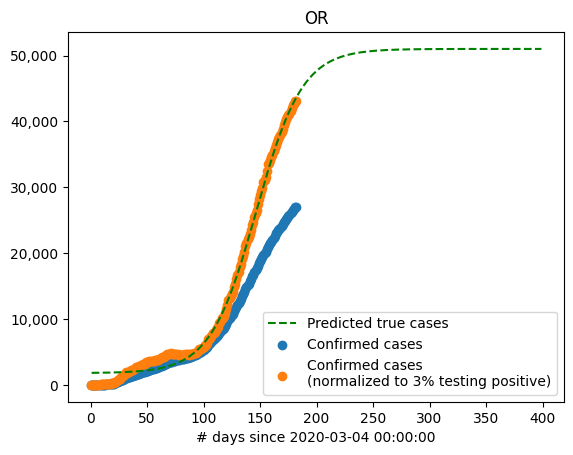 OR
50,000
40,000
30,000
20,000
10,000
0
Predicted true cases
Confirmed cases
Confirmed cases
(normalized to 3% testing positive)
0 50 100 150 200 250 300 350 400
# days since 2020-03-04 00:00:00